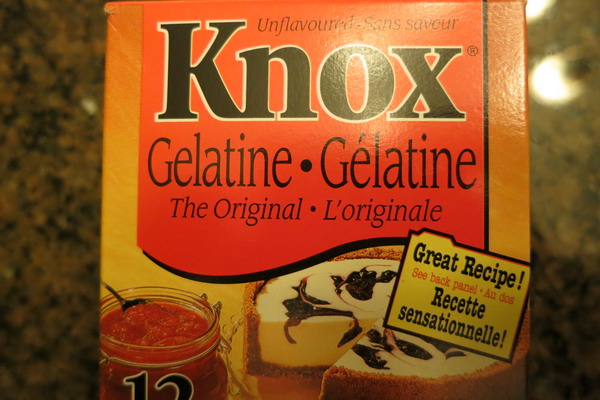 Unflavoured - Sans saveur
Knox®
Gelatine • Gélatine
The Original • L'originale
Great Recipe!
See back panel • Au dos
Recette
sensationnelle!
12